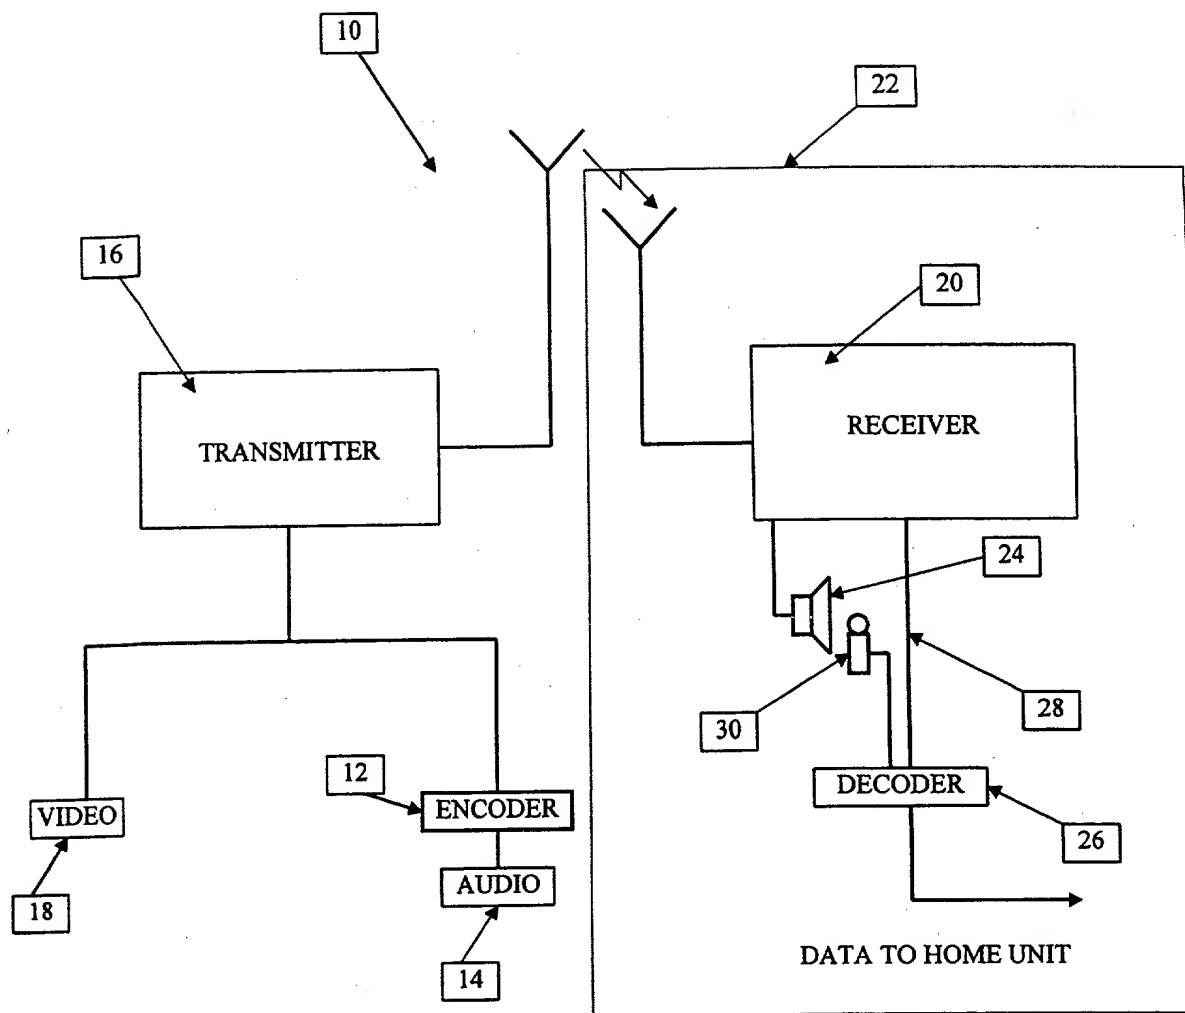 10
22
16
20
TRANSMITTER
RECEIVER
24
30
28
12
VIDEO
ENCODER
DECODER
26
18
AUDIO
14
DATA TO HOME UNIT